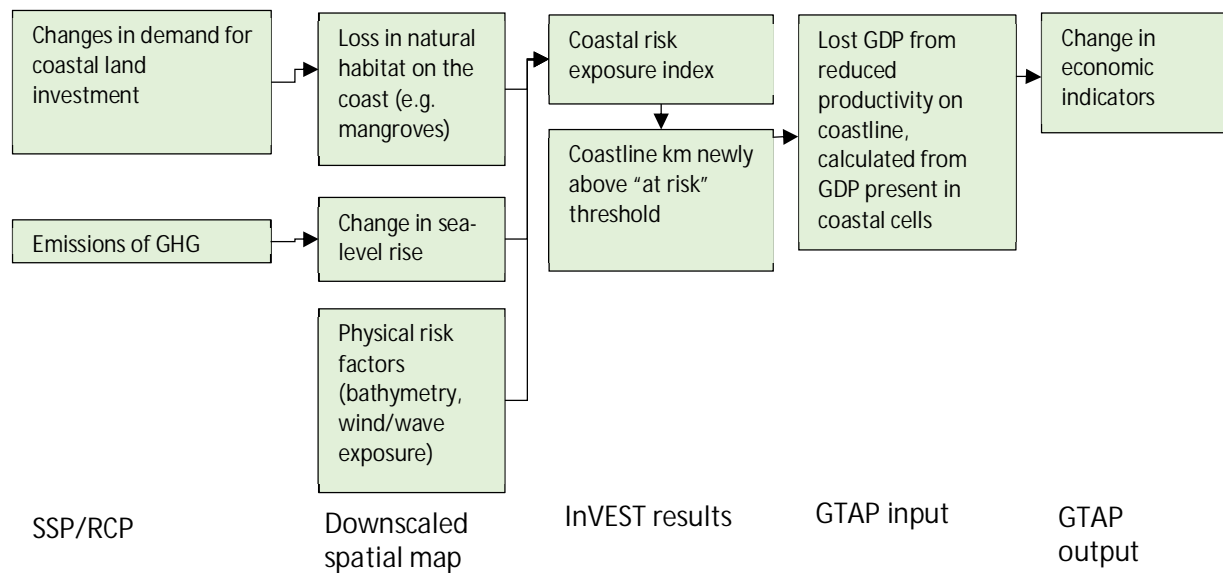 Changes in demand for
coastal land
investment
Loss in natural
habitat on the
coast (e.g.
mangroves)
Coastal risk
exposure index
Lost GDP from
reduced
productivity on
coastline,
calculated from
GDP present in
coastal cells
Change in
economic
indicators
Coastline km newly
above “at risk”
threshold
Emissions of GHG
Change in sea-
level rise
Physical risk
factors
(bathymetry,
wind/wave
exposure)
SSP/RCP
Downscaled
spatial map
InVEST results
GTAP input
GTAP
output